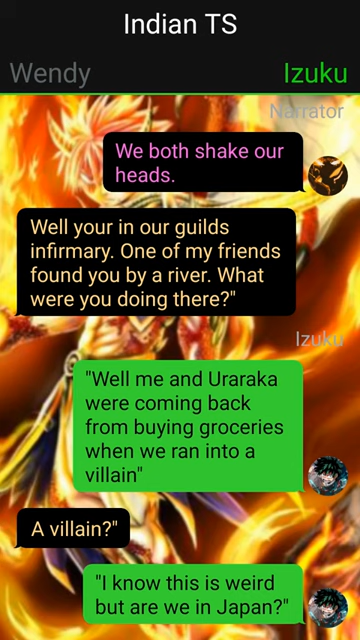 Indian TS
Wendy
Izuku
Narrator
We both shake our
heads.
Well your in our guilds
infirmary. One of my friends
found you by a river. What
were you doing there?"
Izuku
"Well me and Uraraka
were coming back
from buying groceries
when we ran into a
villain"
A villain?"
"I know this is weird
but are we in Japan?"